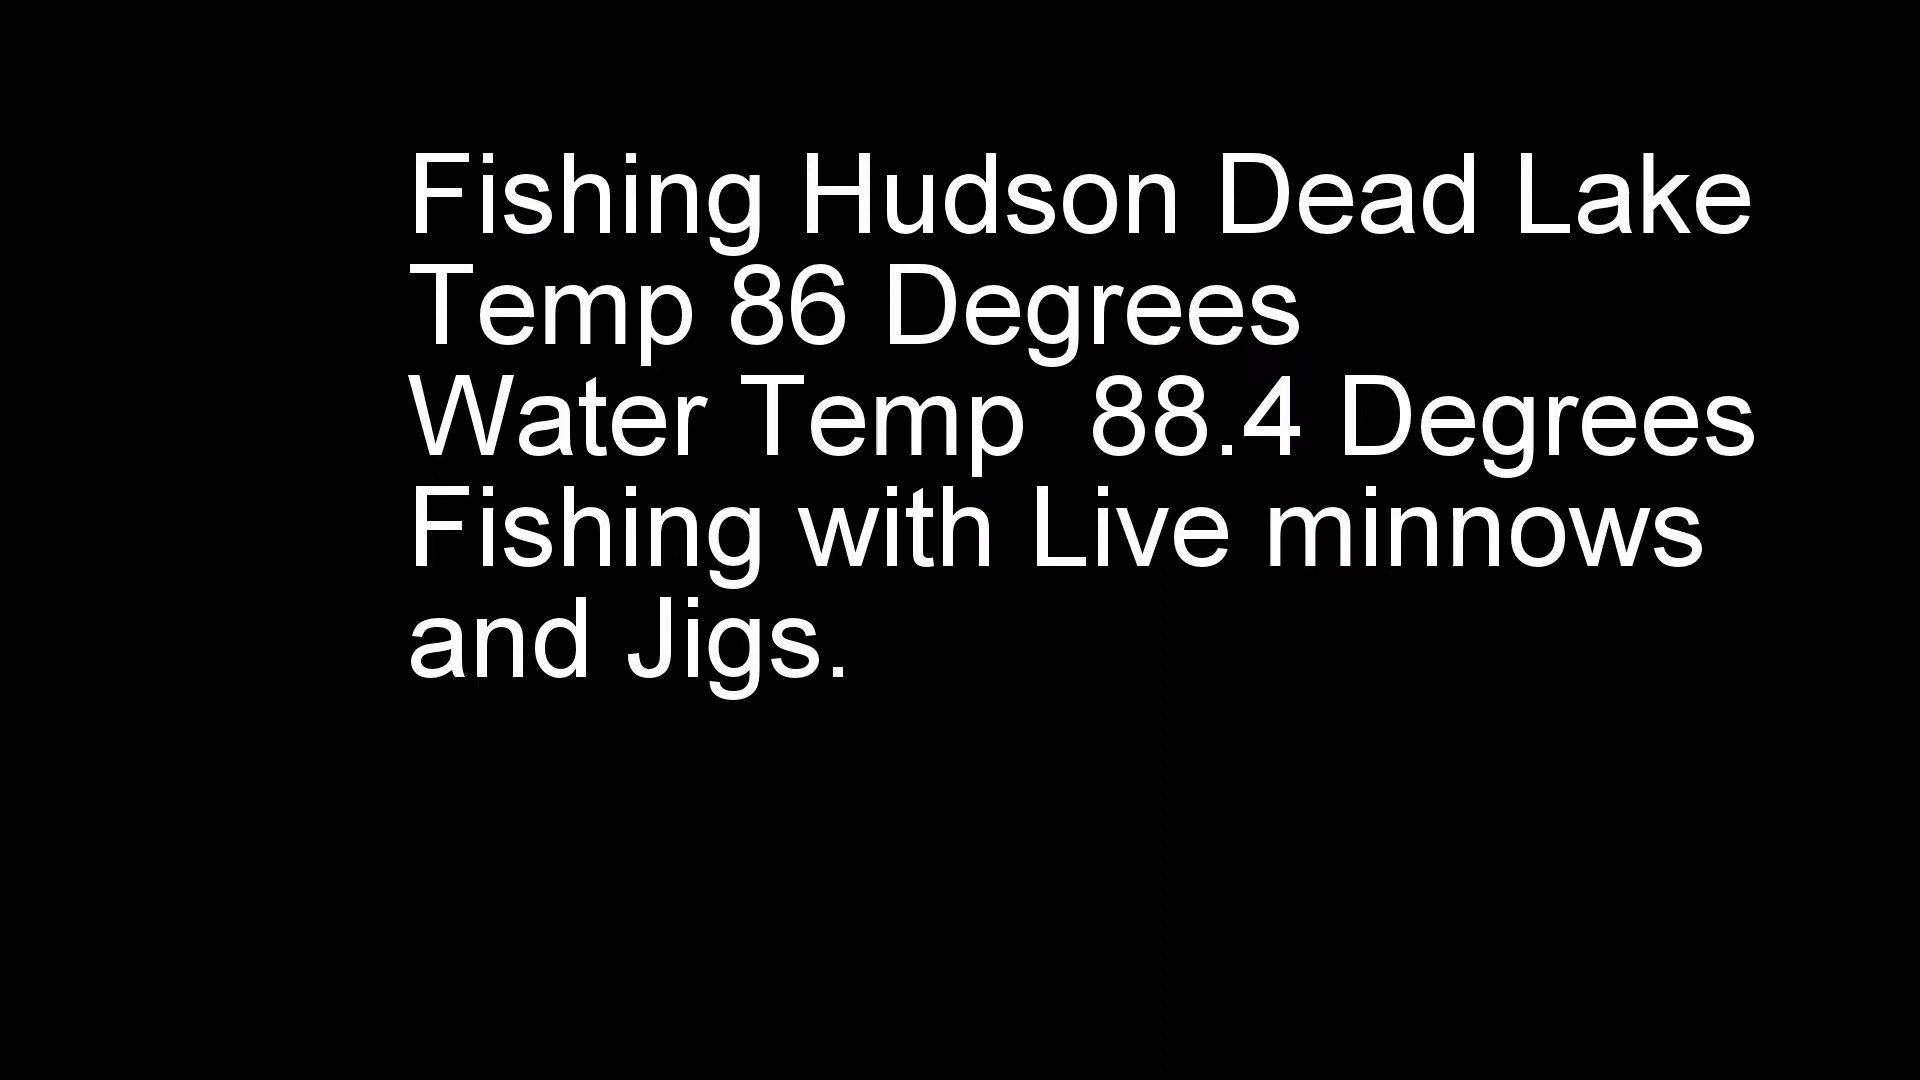 Fishing Hudson Dead Lake
Temp 86 Degrees
Water Temp  88.4 Degrees
Fishing with Live minnows
and Jigs.